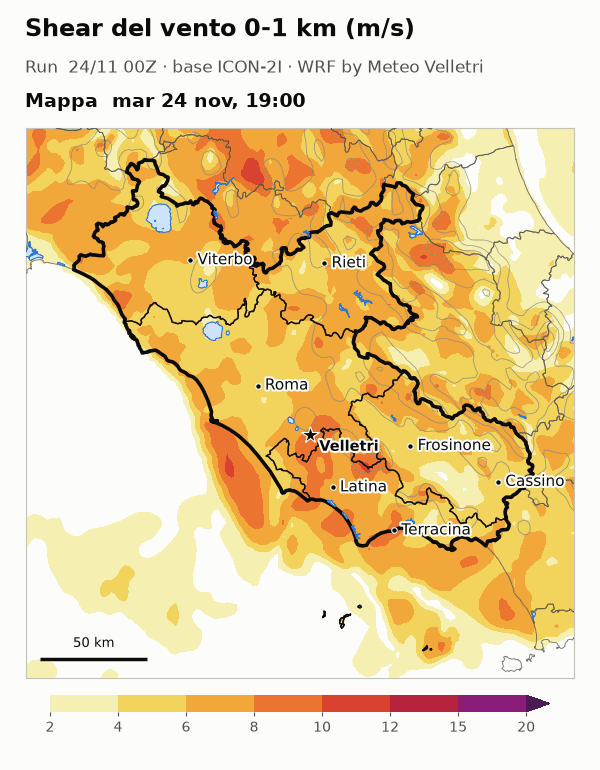 Shear del vento 0-1 km (m/s)
Run  24/11 00Z · base ICON-2I · WRF by Meteo Velletri
Mappa  mar 24 nov, 19:00
Viterbo
Rieti
Roma
Velletri
Frosinone
Cassino
Latina
Terracina
50 km
2 4 6 8 10 12 15 20